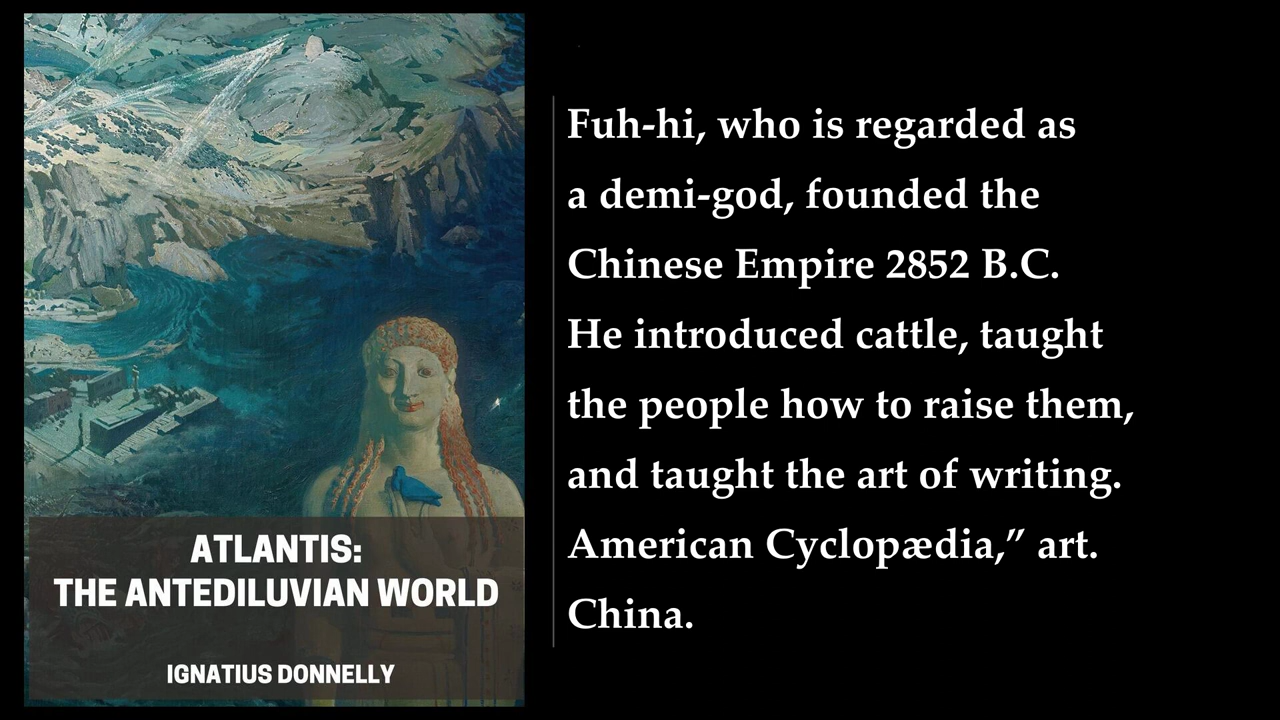 ATLANTIS:
THE ANTEDILUVIAN WORLD
IGNATIUS DONNELLY
Fuh-hi, who is regarded as
a demi-god, founded the
Chinese Empire 2852 B.C.
He introduced cattle, taught
the people how to raise them,
and taught the art of writing.
American Cyclopædia,” art.
China.